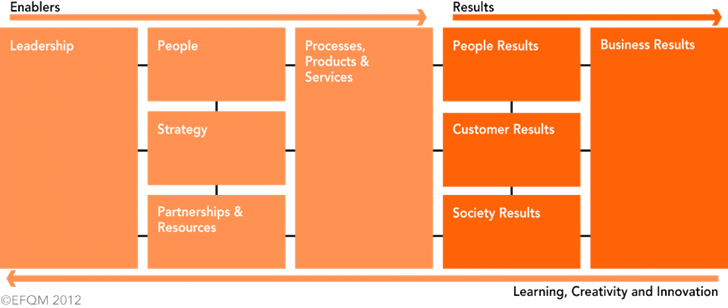 Enablers
Results
Leadership
People
Processes,
Products &
Services
People Results
Business Results
Strategy
Customer Results
Partnerships &
Resources
Society Results
Learning, Creativity and Innovation
©EFQM 2012